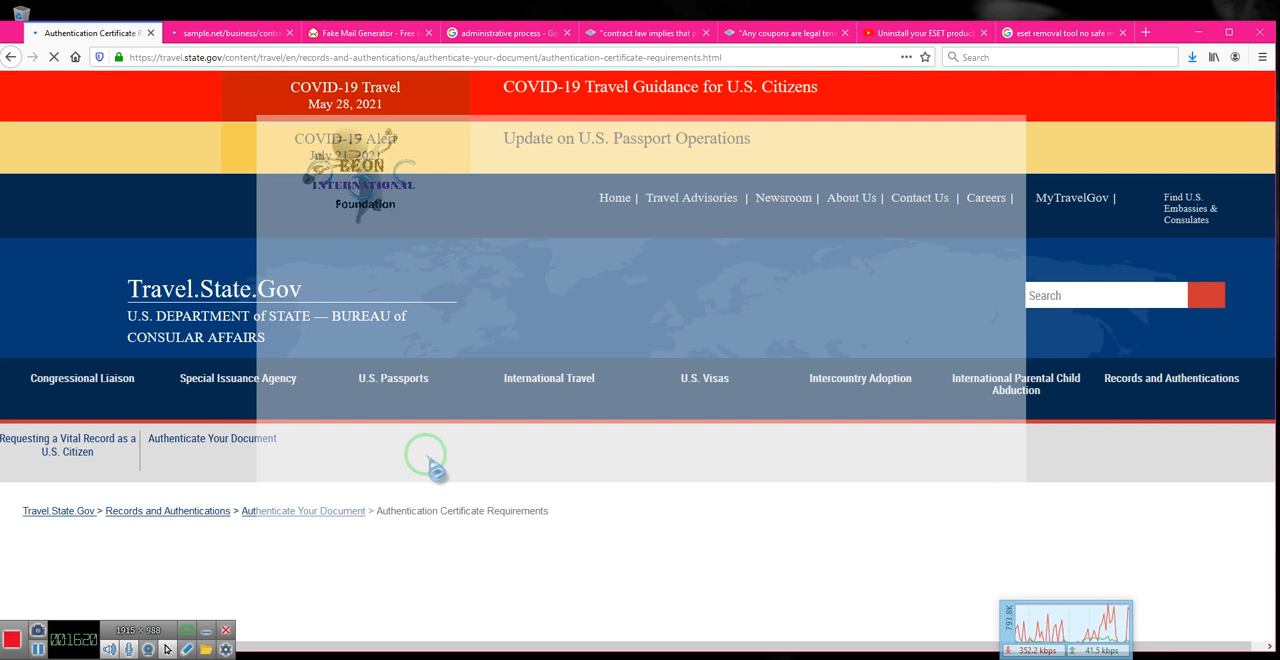 Authentication Certificate R
sample.net/business/contr
Fake Mail Generator - Free t
administrative process - Go
"contract law implies that p
"Any coupons are legal ten
Uninstall your ESET product
eset removal tool no safe m
https://travel.state.gov/content/travel/en/records-and-authentications/authenticate-your-document/authentication-certificate-requirements.html
Search
COVID-19 Travel
May 28, 2021
COVID-19 Travel Guidance for U.S. Citizens
COVID-19 Alert
July 21, 2021
Update on U.S. Passport Operations
INTERNATIONAL
Foundation
Home | Travel Advisories | Newsroom | About Us | Contact Us | Careers | MyTravelGov |
Find U.S.
Embassies &
Consulates
Travel.State.Gov
U.S. DEPARTMENT of STATE — BUREAU of
CONSULAR AFFAIRS
Search
Congressional Liaison
Special Issuance Agency
U.S. Passports
International Travel
U.S. Visas
Intercountry Adoption
International Parental Child
Abduction
Records and Authentications
Requesting a Vital Record as a
U.S. Citizen
Authenticate Your Document
Travel.State.Gov > Records and Authentications > Authenticate Your Document > Authentication Certificate Requirements
1915 × 988
00:16:20
793.8K
352.2 kbps
41.5 kbps